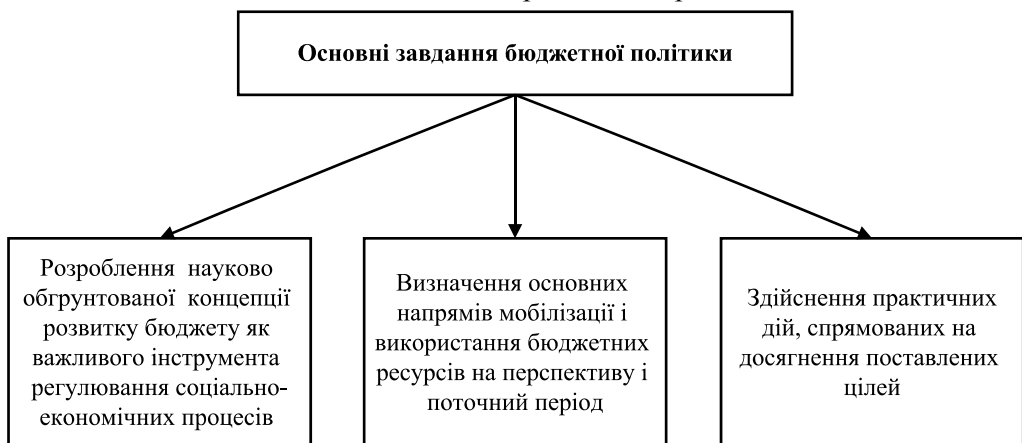 Основні завдання бюджетної політики
Розроблення науково
обгрунтованої концепції
розвитку бюджету як
важливого інструмента
регулювання соціально-
економічних процесів
Визначення основних
напрямів мобілізації і
використання бюджетних
ресурсів на перспективу і
поточний період
Здійснення практичних
дій, спрямованих на
досягнення поставлених
цілей